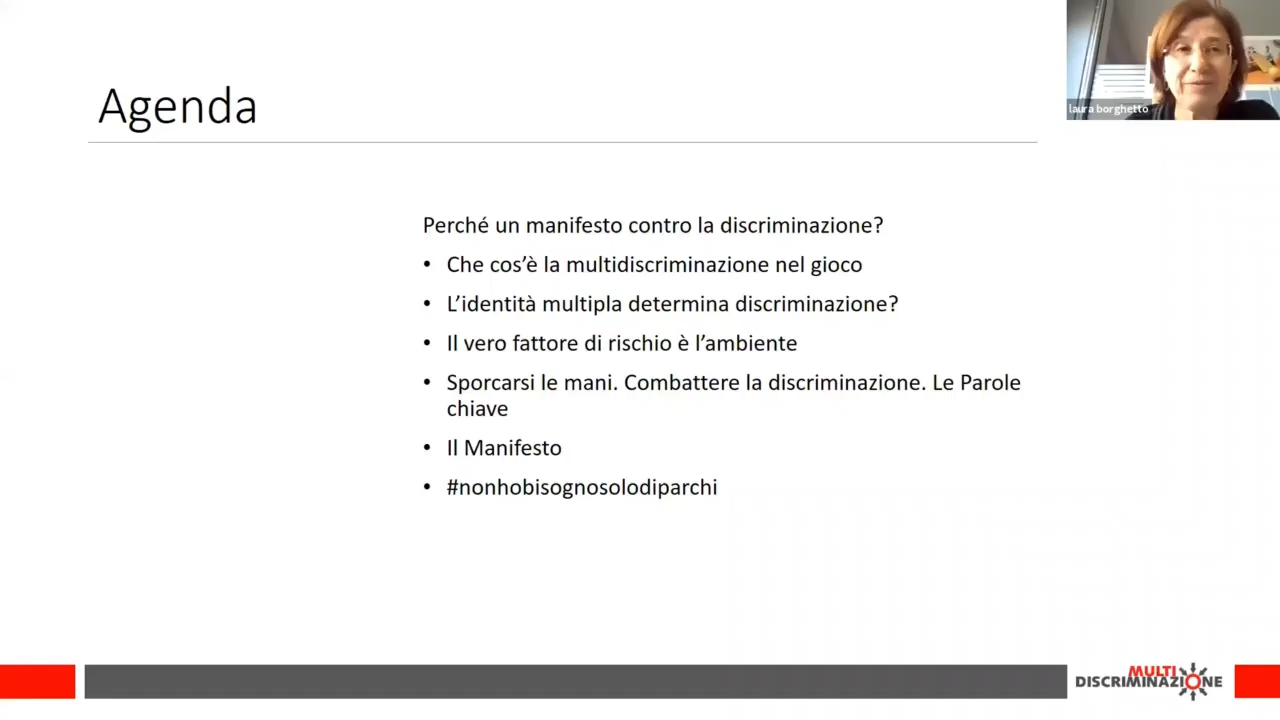 Agenda
laura borghetto
Perché un manifesto contro la discriminazione?
• Che cos’è la multidiscriminazione nel gioco
• L’identità multipla determina discriminazione?
• Il vero fattore di rischio è l’ambiente
• Sporcarsi le mani. Combattere la discriminazione. Le Parole
chiave
• Il Manifesto
• #nonhobisognosolodiparchi
MULTI
DISCRIMINAZIONE